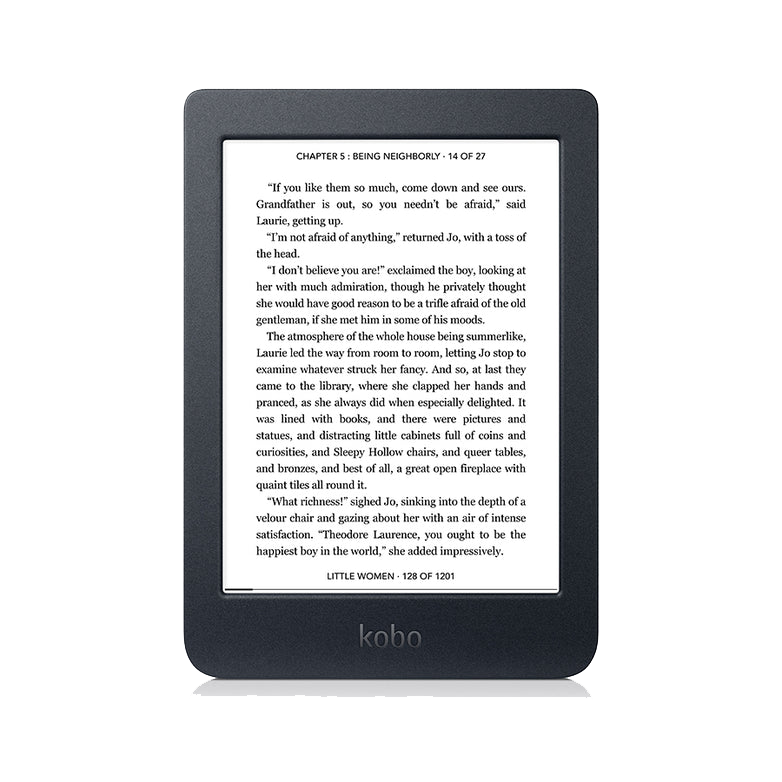 CHAPTER 5 : BEING NEIGHBORLY · 14 OF 27
“If you like them so much, come down and see ours.
Grandfather is out, so you needn’t be afraid,” said
Laurie, getting up.
“I’m not afraid of anything,” returned Jo, with a toss of
the head.
“I don’t believe you are!” exclaimed the boy, looking at
her with much admiration, though he privately thought
she would have good reason to be a trifle afraid of the old
gentleman, if she met him in some of his moods.
The atmosphere of the whole house being summerlike,
Laurie led the way from room to room, letting Jo stop to
examine whatever struck her fancy. And so, at last they
came to the library, where she clapped her hands and
pranced, as she always did when especially delighted. It
was lined with books, and there were pictures and
statues, and distracting little cabinets full of coins and
curiosities, and Sleepy Hollow chairs, and queer tables,
and bronzes, and best of all, a great open fireplace with
quaint tiles all round it.
“What richness!” sighed Jo, sinking into the depth of a
velour chair and gazing about her with an air of intense
satisfaction. “Theodore Laurence, you ought to be the
happiest boy in the world,” she added impressively.
LITTLE WOMEN · 128 OF 1201
kobo